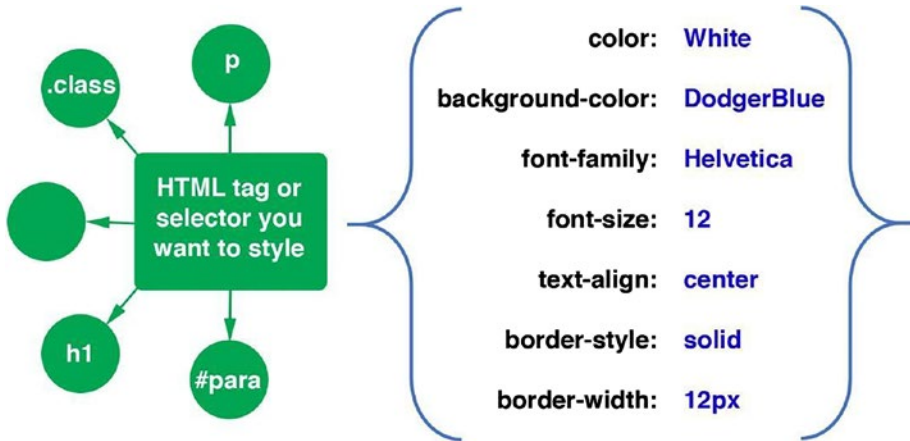 .class
p
HTML tag or
selector you
want to style
h1
#para
color: White
background-color: DodgerBlue
font-family: Helvetica
font-size: 12
text-align: center
border-style: solid
border-width: 12px